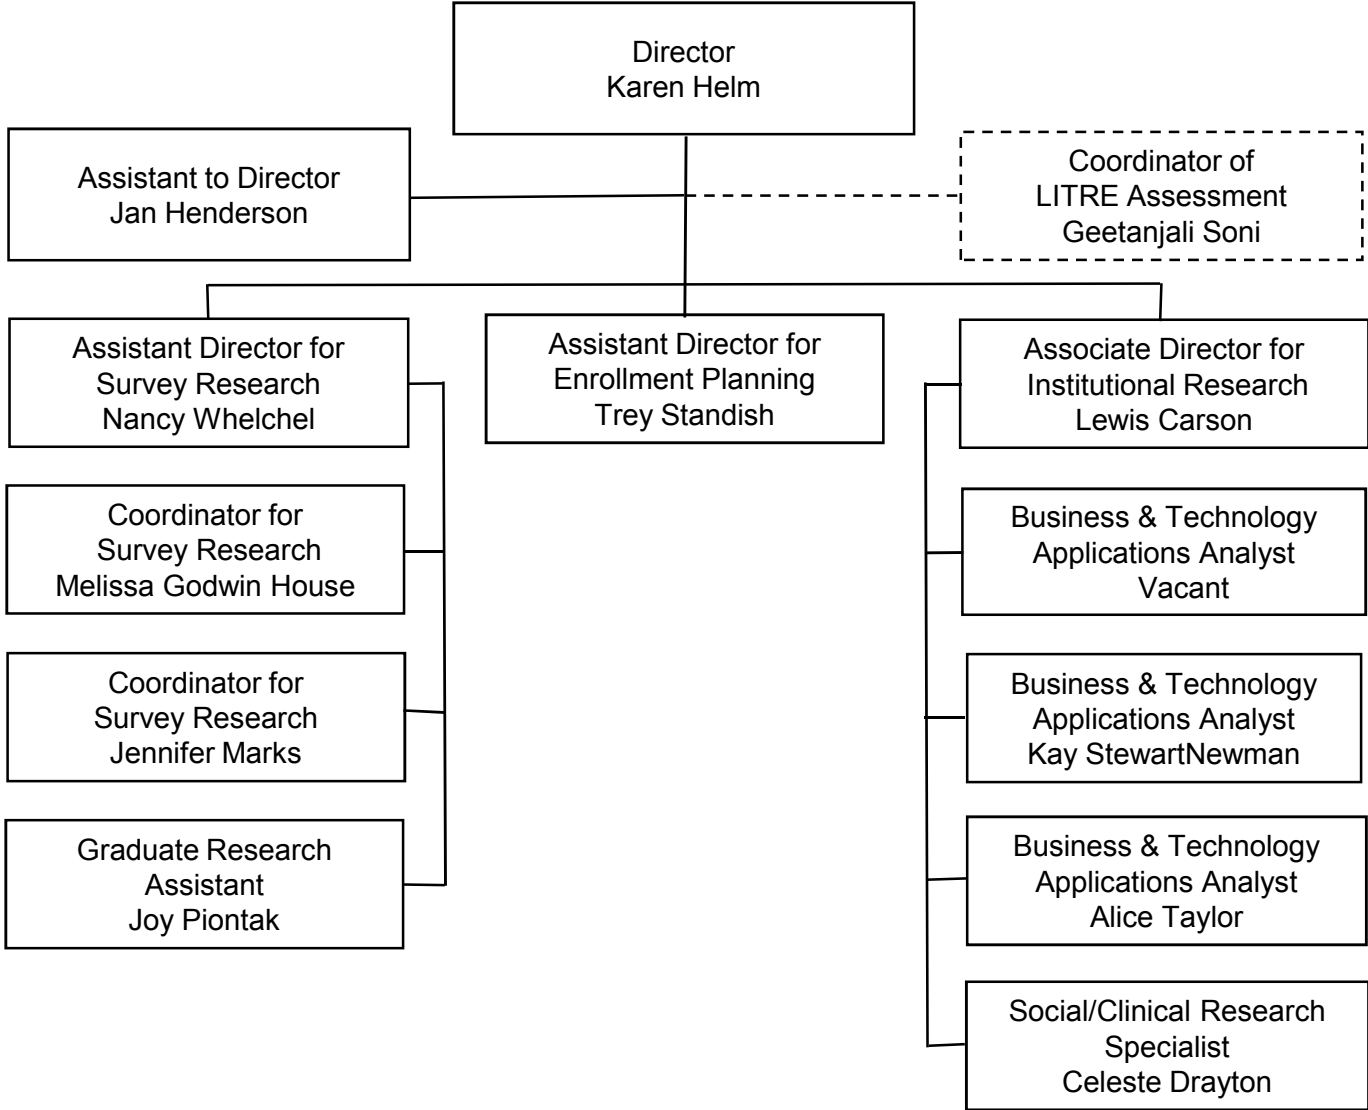 Director
Karen Helm
Assistant to Director
Jan Henderson
Coordinator of
LITRE Assessment
Geetanjali Soni
Assistant Director for
Survey Research
Nancy Whelchel
Assistant Director for
Enrollment Planning
Trey Standish
Associate Director for
Institutional Research
Lewis Carson
Coordinator for
Survey Research
Melissa Godwin House
Business & Technology
Applications Analyst
Vacant
Coordinator for
Survey Research
Jennifer Marks
Business & Technology
Applications Analyst
Kay StewartNewman
Graduate Research
Assistant
Joy Piontak
Business & Technology
Applications Analyst
Alice Taylor
Social/Clinical Research
Specialist
Celeste Drayton